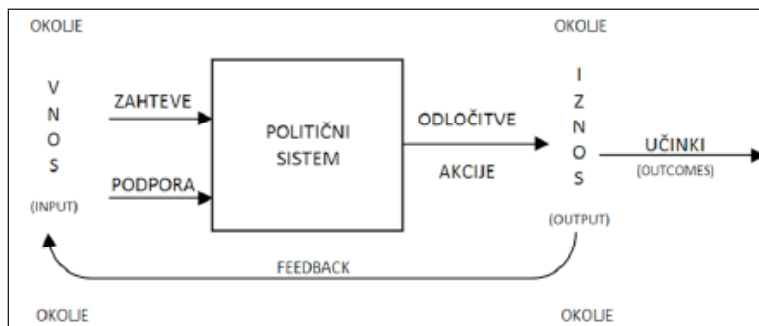 OKOLJE
OKOLJE
V
N
O
S
(INPUT)
ZAHTEVE
PODPORA
POLITIČNI
SISTEM
ODLOČITVE
AKCIJE
I
Z
N
O
S
(OUTPUT)
UČINKI
(OUTCOMES)
FEEDBACK
OKOLJE
OKOLJE